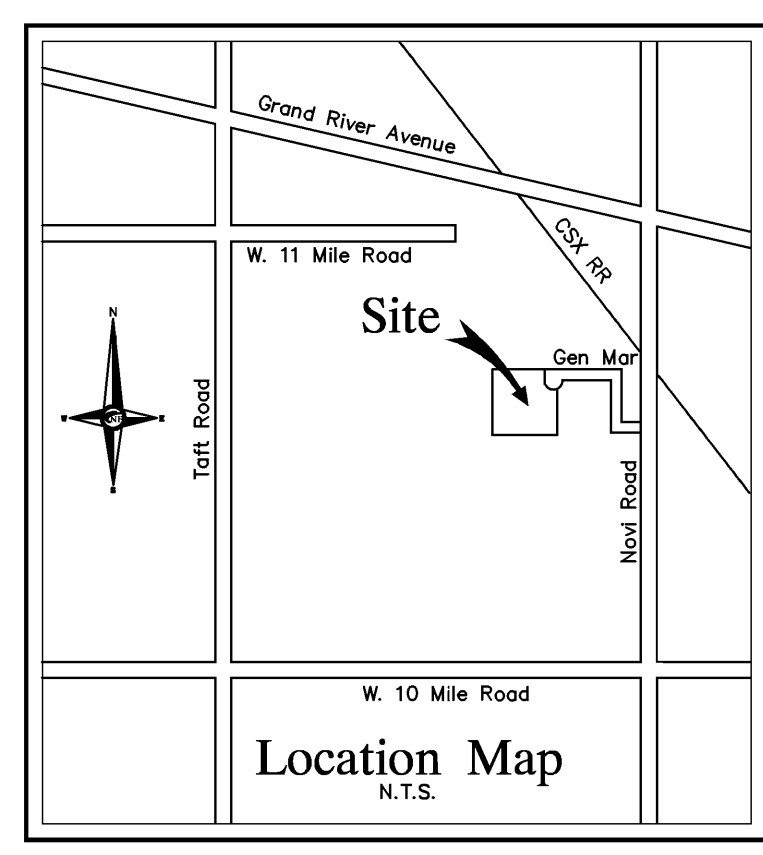 Grand River Avenue
CSX RR
W. 11 Mile Road
N
Site
Gen Mar
W
E
Taft Road
Novi Road
S
W. 10 Mile Road
Location Map
N.T.S.